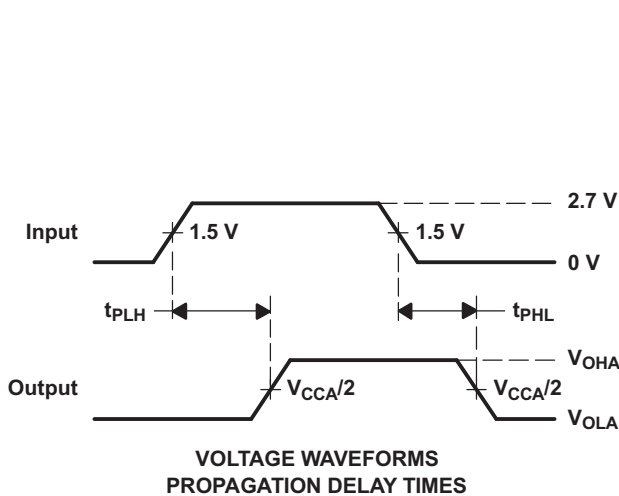 2.7 V
Input
1.5 V
1.5 V
0 V
tPLH
tPHL
VOHA
Output
VCCA/2
VCCA/2
VOLA
VOLTAGE WAVEFORMS
PROPAGATION DELAY TIMES